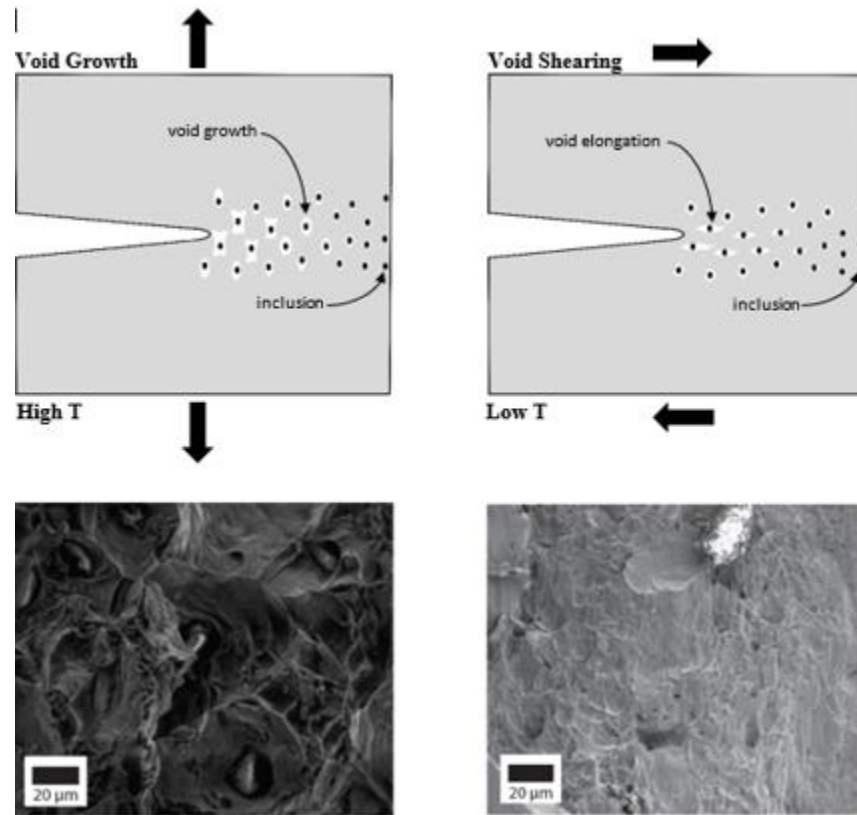 Void Growth
void growth
inclusion
High T
Void Shearing
void elongation
inclusion
Low T
20 µm
20 µm